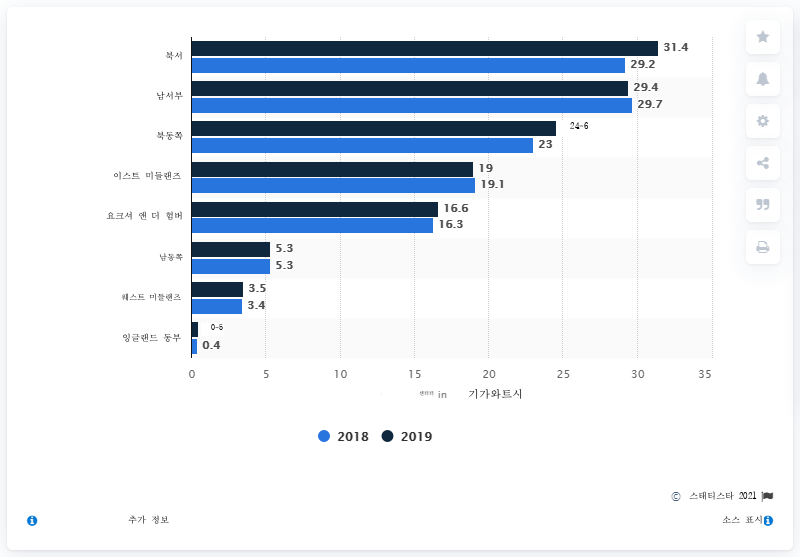 북서
31.4
29.2
남서부
29.4
29.7
북동쪽
24-6
23
이스트 미들랜즈
19
19.1
요크셔 앤 더 험버
16.6
16.3
남동쪽
5.3
5.3
웨스트 미들랜즈
3.5
3.4
잉글랜드 동부
0-6
0.4
0 5 10 15 20 25 30 35
in 기가와트시
2018 2019
© 스태티스타 2021
추가 정보 소스 표시